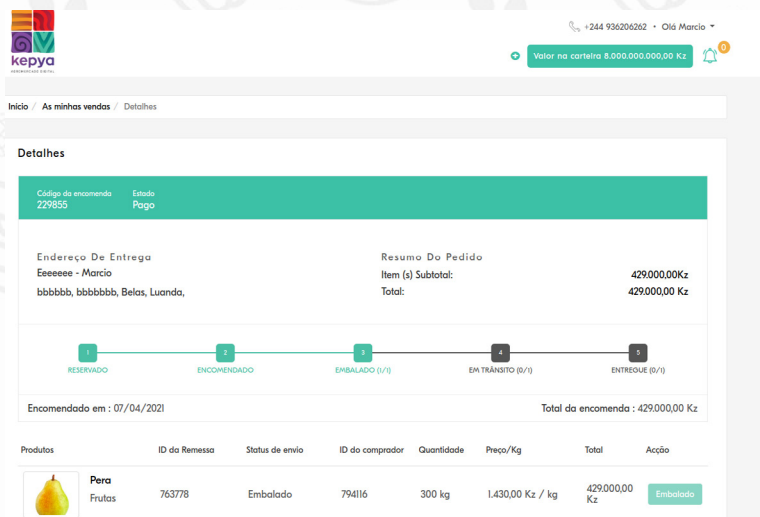 +244 936206262 • Olá Marcio
kepya
Valor na carteira 8.000.000.000,00 Kz
0
Início / As minhas vendas / Detalhes
Detalhes
Código da encomenda Estado
229855 Pago
Endereço De Entrega
Eeeeeee - Marcio
bbbbbb, bbbbbbb, Belas, Luanda,
Resumo Do Pedido
Item (s) Subtotal: 429.000,00Kz
Total: 429.000,00 Kz
1 2 3 4 5
RESERVADO ENCOMENDADO EMBALADO (1/1) EM TRÂNSITO (0/1) ENTREGUE (0/1)
Encomendado em : 07/04/2021 Total da encomenda : 429.000,00 Kz
Produtos ID da Remessa Status de envio ID do comprador Quantidade Preço/Kg Total Acção
Pera
Frutas 763778 Embalado 794116 300 kg 1.430,00 Kz / kg 429.000,00 Kz Embalado